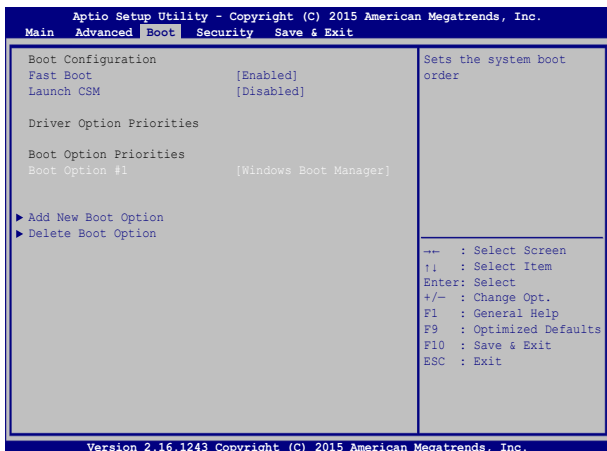 Aptio Setup Utility - Copyright (C) 2015 American Megatrends, Inc.
Main Advanced Boot Security Save & Exit
Boot Configuration
Fast Boot [Enabled]
Launch CSM [Disabled]
Driver Option Priorities
Boot Option Priorities
Boot Option #1 [Windows Boot Manager]
▶ Add New Boot Option
▶ Delete Boot Option
Sets the system boot
order
→← : Select Screen
↑↓ : Select Item
Enter: Select
+/— : Change Opt.
F1 : General Help
F9 : Optimized Defaults
F10 : Save & Exit
ESC : Exit
Version 2.16.1243 Copyright (C) 2015 American Megatrends, Inc.